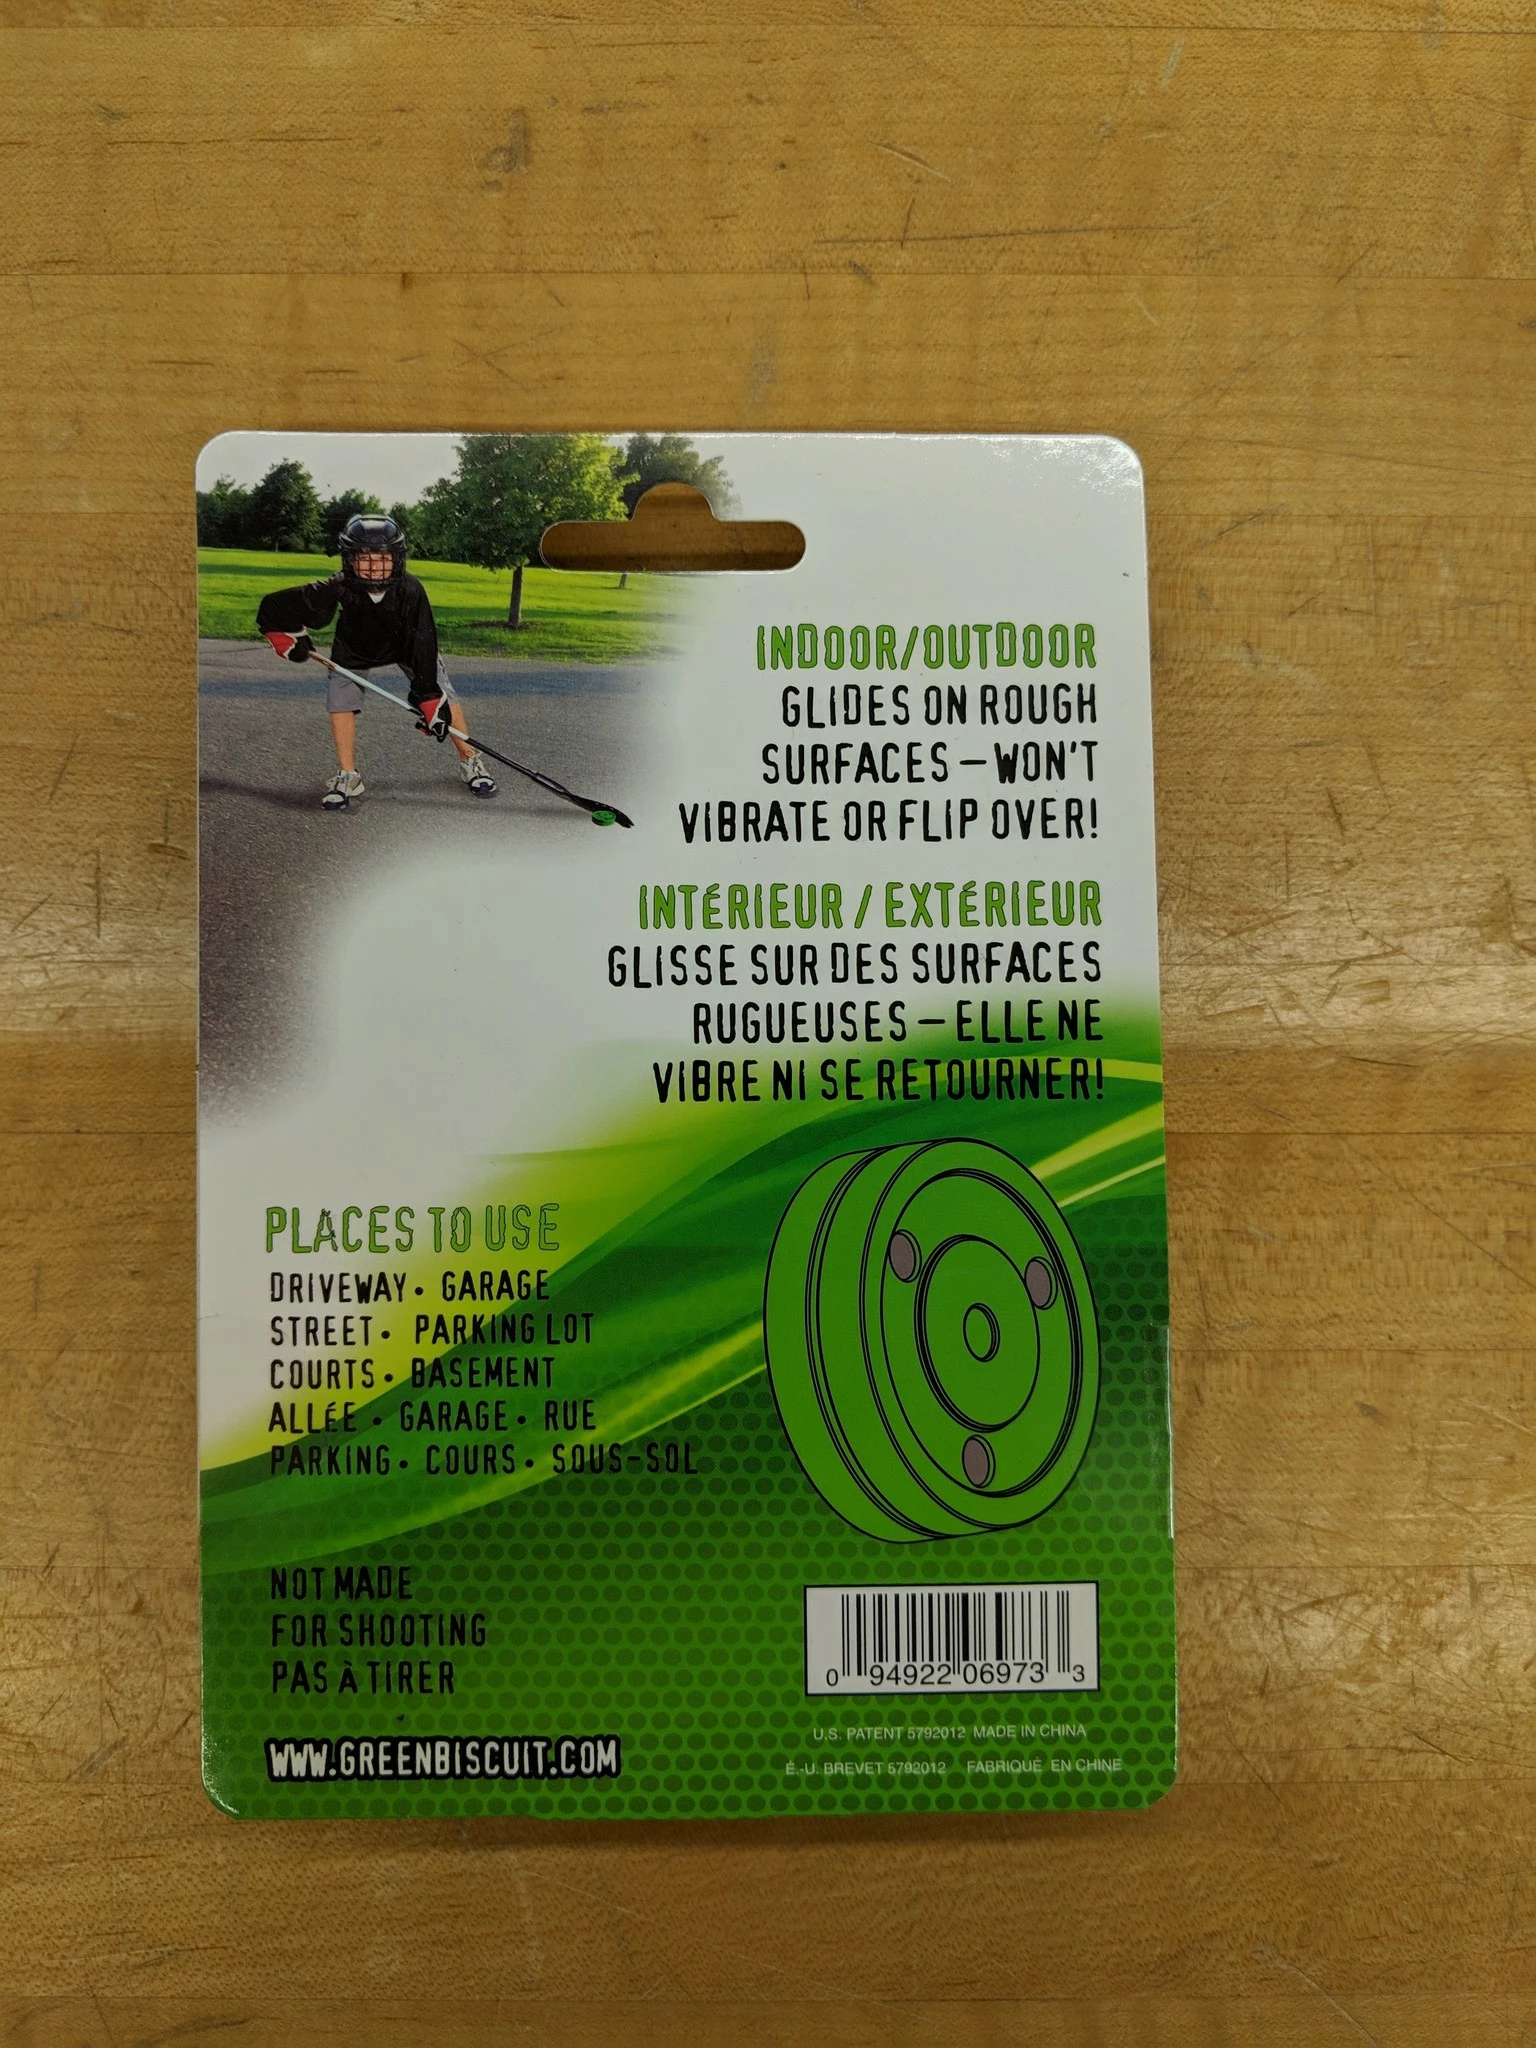 INDOOR/OUTDOOR
GLIDES ON ROUGH
SURFACES – WON'T
VIBRATE OR FLIP OVER!
INTÉRIEUR / EXTÉRIEUR
GLISSE SUR DES SURFACES
RUGUEUSES – ELLE NE
VIBRE NI SE RETOURNER!
PLACES TO USE
DRIVEWAY • GARAGE
STREET • PARKING LOT
COURTS • BASEMENT
ALLÉE • GARAGE • RUE
PARKING • COURS • SOUS-SOL
NOT MADE
FOR SHOOTING
PAS À TIRER
WWW.GREENBISCUIT.COM
0 94922 06973 3
U.S. PATENT 5792012 MADE IN CHINA
É.-U. BREVET 5792012 FABRIQUÉ EN CHINE